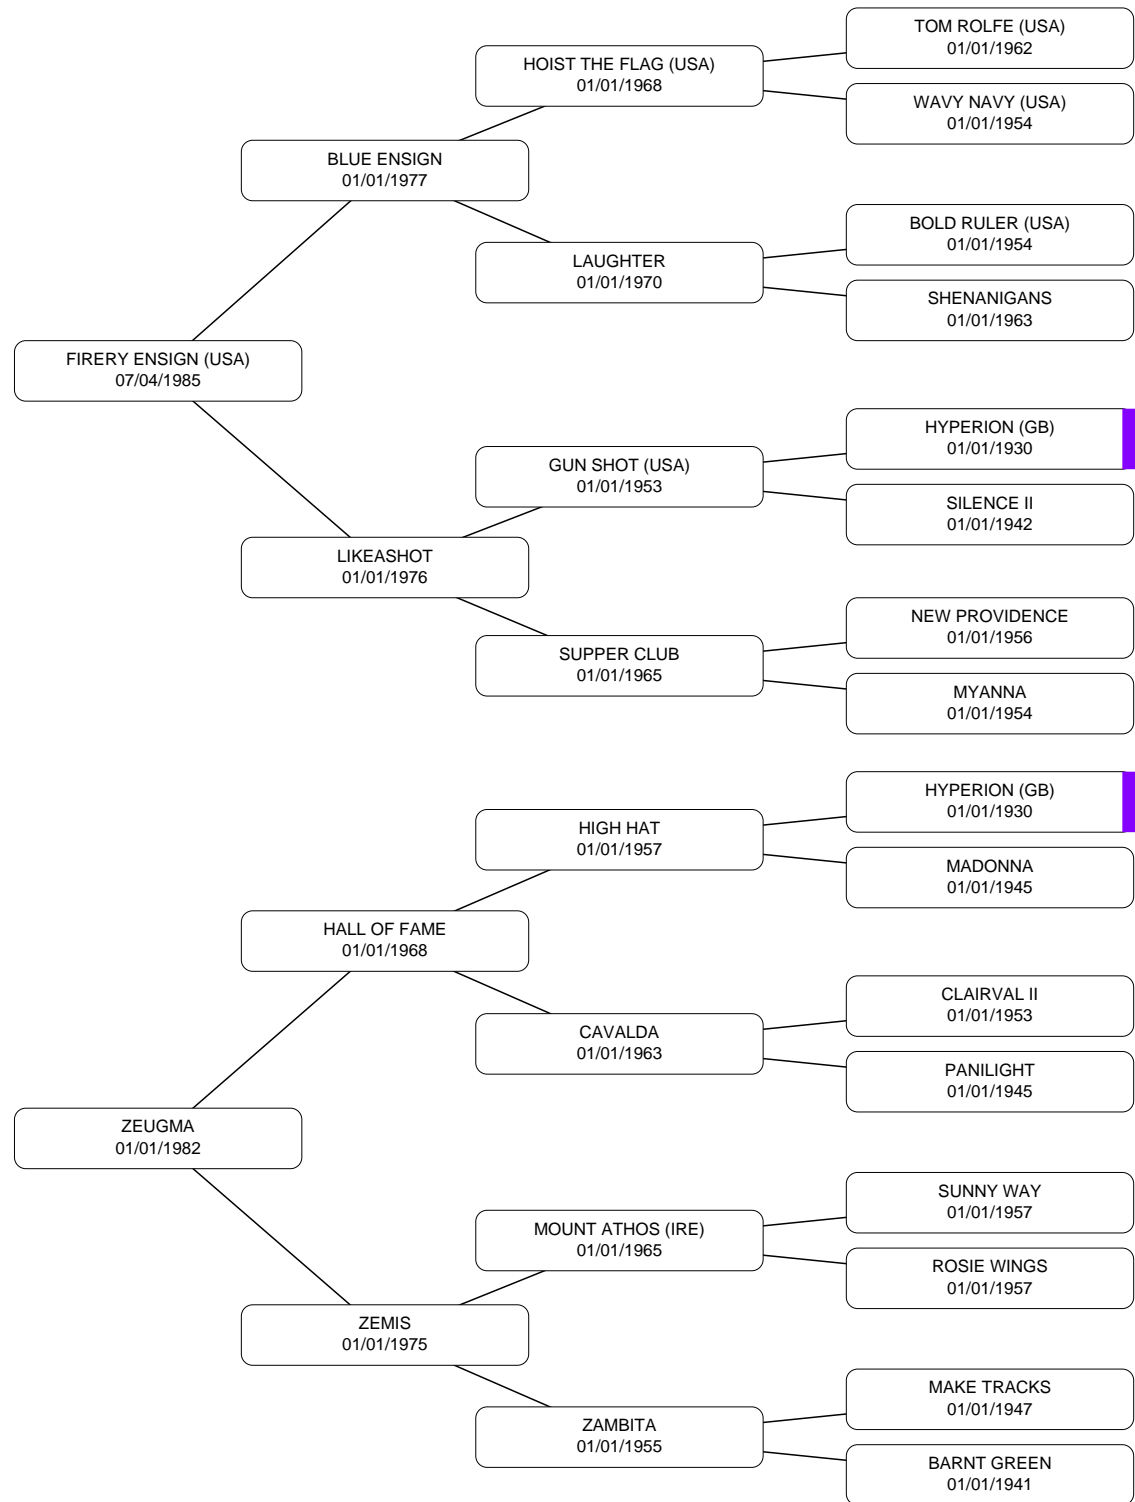 TOM ROLFE (USA)
01/01/1962
HOIST THE FLAG (USA)
01/01/1968
WAVY NAVY (USA)
01/01/1954
BLUE ENSIGN
01/01/1977
BOLD RULER (USA)
01/01/1954
LAUGHTER
01/01/1970
SHENANIGANS
01/01/1963
FIRERY ENSIGN (USA)
07/04/1985
HYPERION (GB)
01/01/1930
GUN SHOT (USA)
01/01/1953
SILENCE II
01/01/1942
LIKEASHOT
01/01/1976
NEW PROVIDENCE
01/01/1956
SUPPER CLUB
01/01/1965
MYANNA
01/01/1954
HYPERION (GB)
01/01/1930
HIGH HAT
01/01/1957
MADONNA
01/01/1945
HALL OF FAME
01/01/1968
CLAIRVAL II
01/01/1953
CAVALDA
01/01/1963
PANILIGHT
01/01/1945
ZEUGMA
01/01/1982
SUNNY WAY
01/01/1957
MOUNT ATHOS (IRE)
01/01/1965
ROSIE WINGS
01/01/1957
ZEMIS
01/01/1975
MAKE TRACKS
01/01/1947
ZAMBITA
01/01/1955
BARNT GREEN
01/01/1941